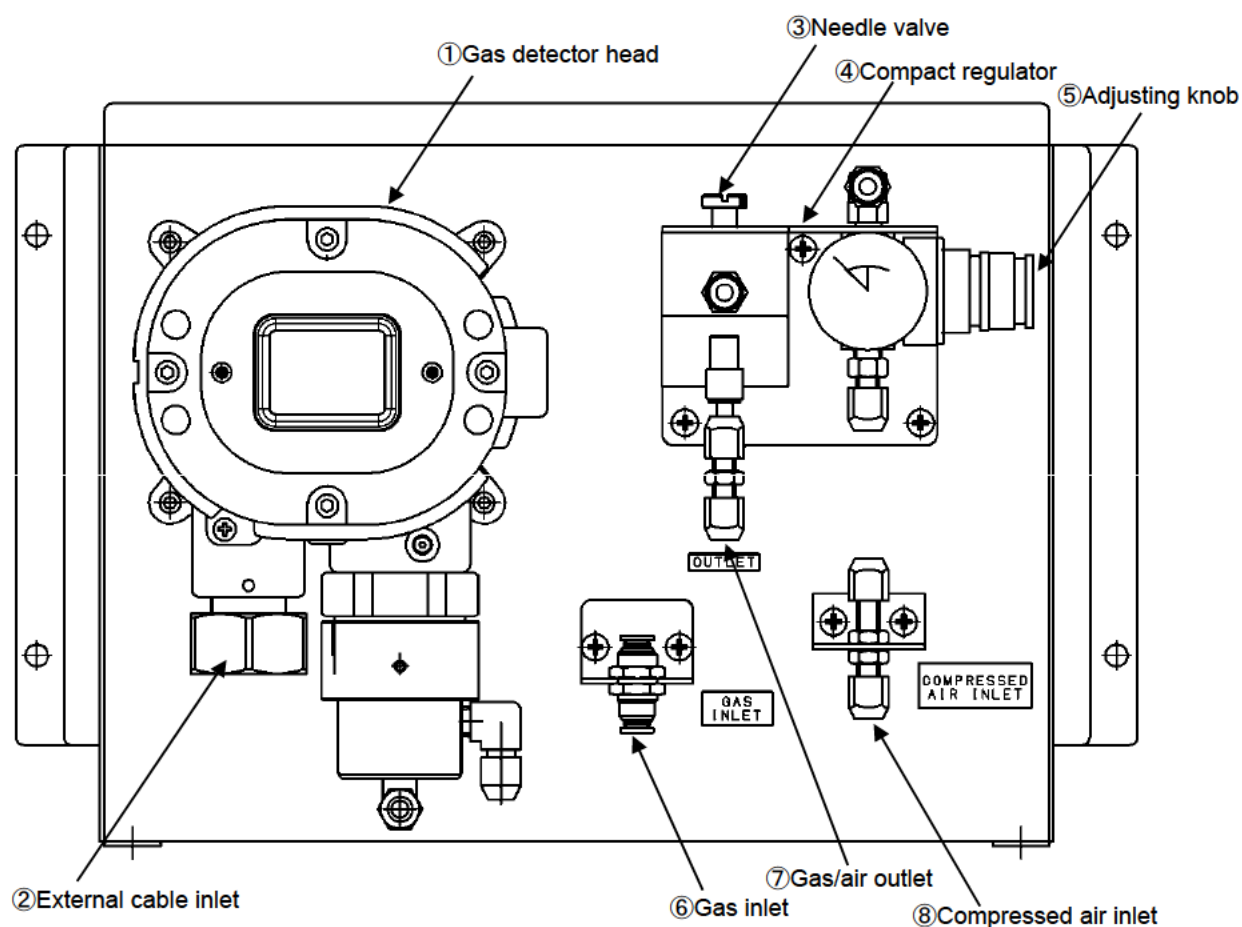 ③Needle valve
①Gas detector head
④Compact regulator
⑤Adjusting knob
OUTLET
COMPRESSED
AIR INLET
GAS
INLET
⑦Gas/air outlet
②External cable inlet
⑥Gas inlet
⑧Compressed air inlet